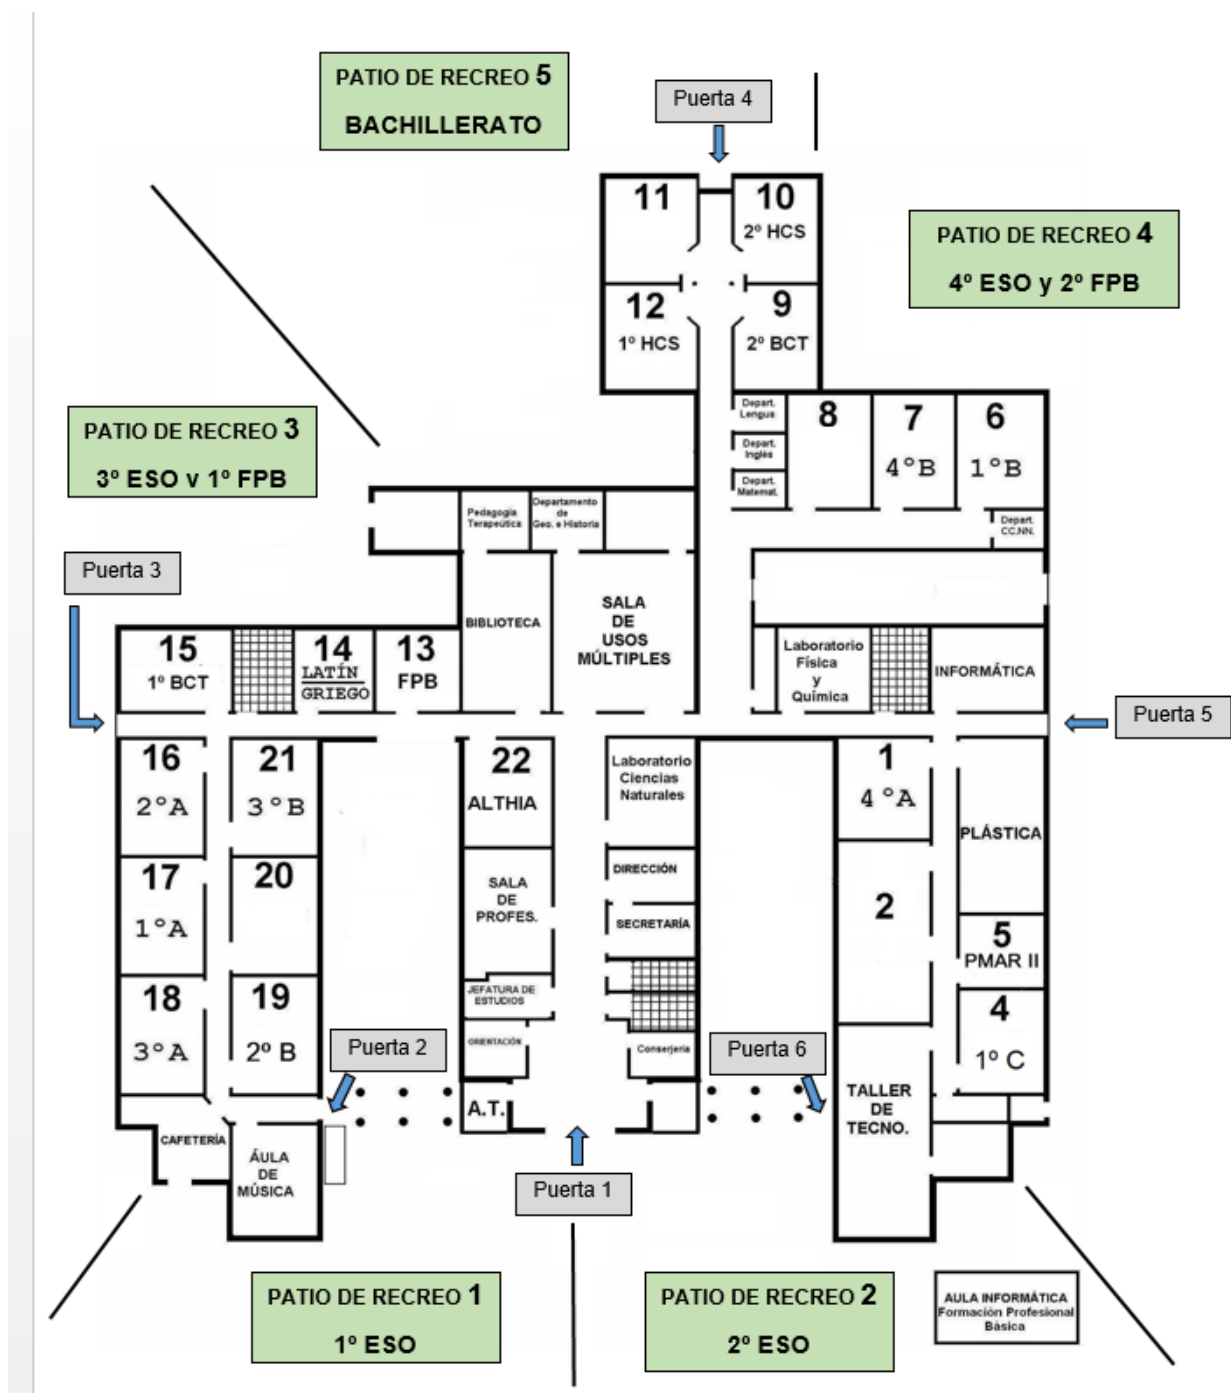 PATIO DE RECREO 5
BACHILLERATO
Puerta 4
11
10
2º HCS
12
1º HCS
9
2º BCT
PATIO DE RECREO 4
4º ESO y 2º FPB
PATIO DE RECREO 3
3º ESO v 1º FPB
Depart.
Lengua
Depart.
Inglés
Depart.
Matemat.
8
7
4ºB
6
1ºB
Depart.
CC.NN.
Pedagogía
Terapeútica
Departamento
de
Geo. e Historia
Puerta 3
BIBLIOTECA
SALA
DE
USOS
MÚLTIPLES
15
1º BCT
14
LATÍN
GRIEGO
13
FPB
Laboratorio
Física
y
Química
INFORMÁTICA
Puerta 5
16
2ºA
21
3ºB
22
ALTHIA
Laboratorio
Ciencias
Naturales
1
4ºA
PLÁSTICA
17
1ºA
20
SALA
DE
PROFES.
DIRECCIÓN
SECRETARÍA
2
5
PMAR II
18
3ºA
19
2º B
JEFATURA DE
ESTUDIOS
ORIENTACIÓN
Conserjería
4
1º C
Puerta 2
Puerta 6
A.T.
TALLER
DE
TECNO.
CAFETERÍA
ÁULA
DE
MÚSICA
Puerta 1
PATIO DE RECREO 1
1º ESO
PATIO DE RECREO 2
2º ESO
AULA INFORMÁTICA
Formación Profesional
Básica